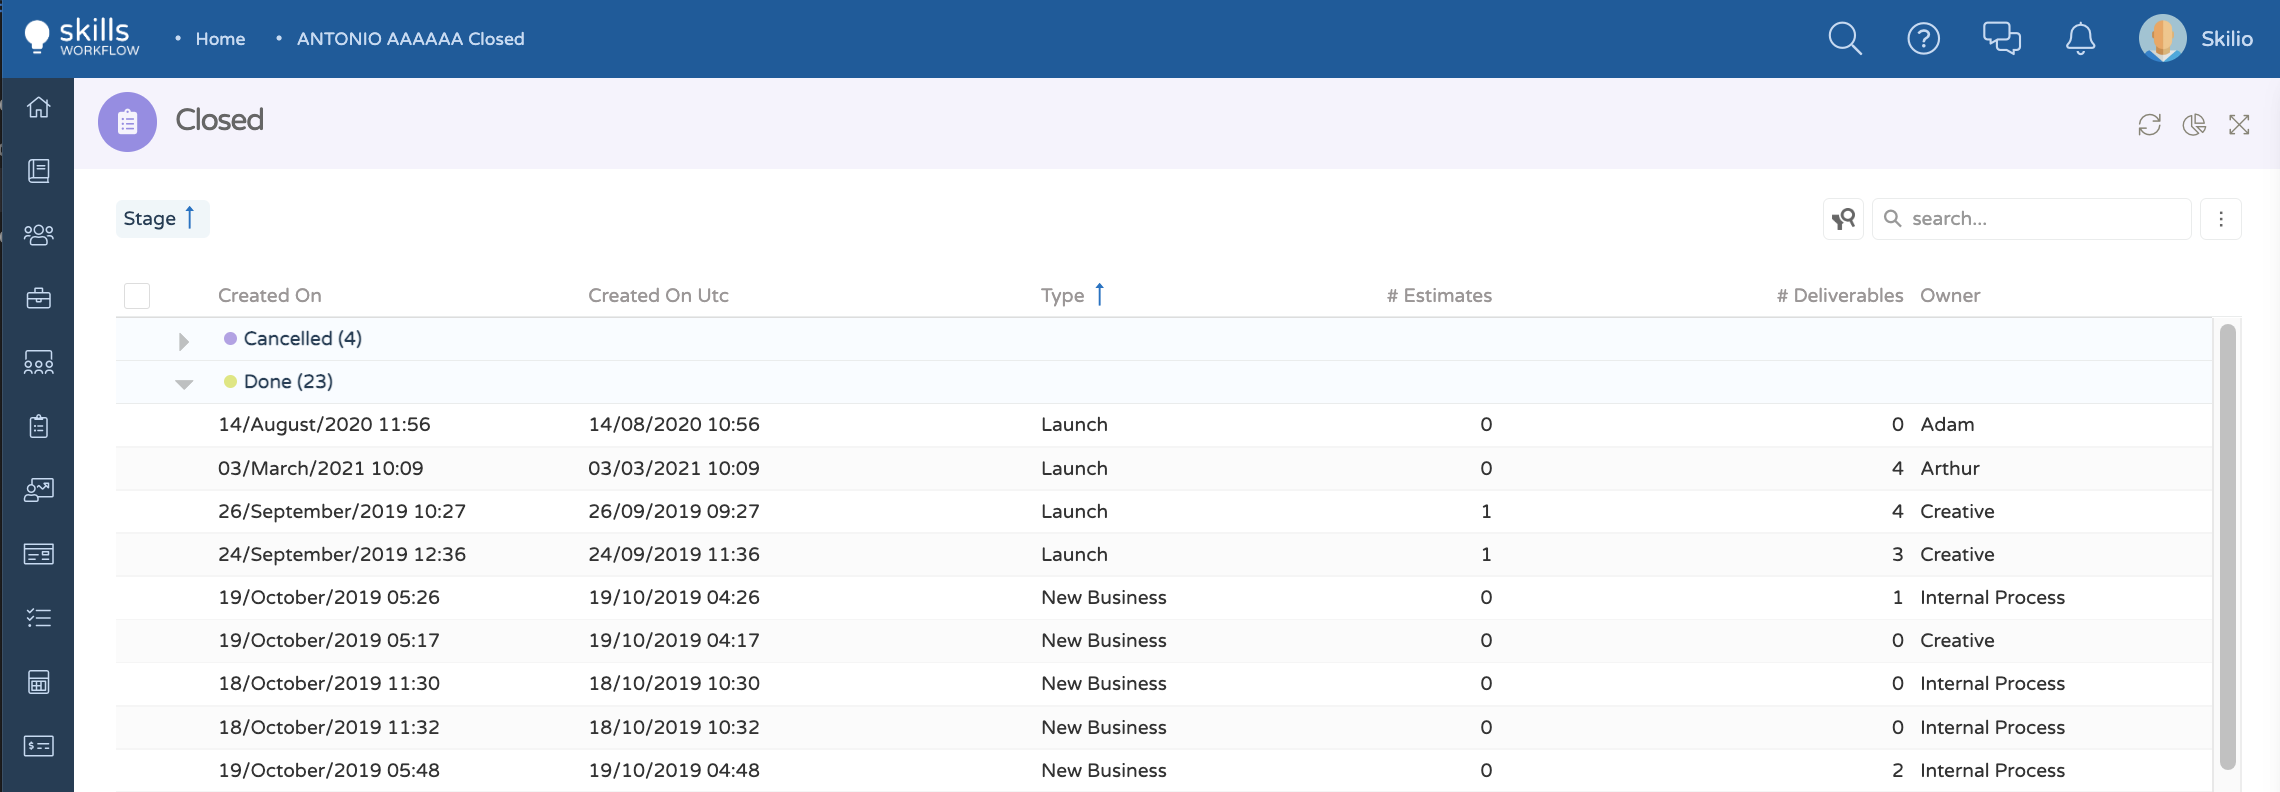 skills
WORKFLOW
• Home • ANTONIO AAAAAA Closed
Skilio
Closed
Stage
search...
Created On Created On Utc Type # Estimates # Deliverables Owner
Cancelled (4)
Done (23)
14/August/2020 11:56 14/08/2020 10:56 Launch 0 0 Adam
03/March/2021 10:09 03/03/2021 10:09 Launch 0 4 Arthur
26/September/2019 10:27 26/09/2019 09:27 Launch 1 4 Creative
24/September/2019 12:36 24/09/2019 11:36 Launch 1 3 Creative
19/October/2019 05:26 19/10/2019 04:26 New Business 0 1 Internal Process
19/October/2019 05:17 19/10/2019 04:17 New Business 0 0 Creative
18/October/2019 11:30 18/10/2019 10:30 New Business 0 0 Internal Process
18/October/2019 11:32 18/10/2019 10:32 New Business 0 0 Internal Process
19/October/2019 05:48 19/10/2019 04:48 New Business 0 2 Internal Process